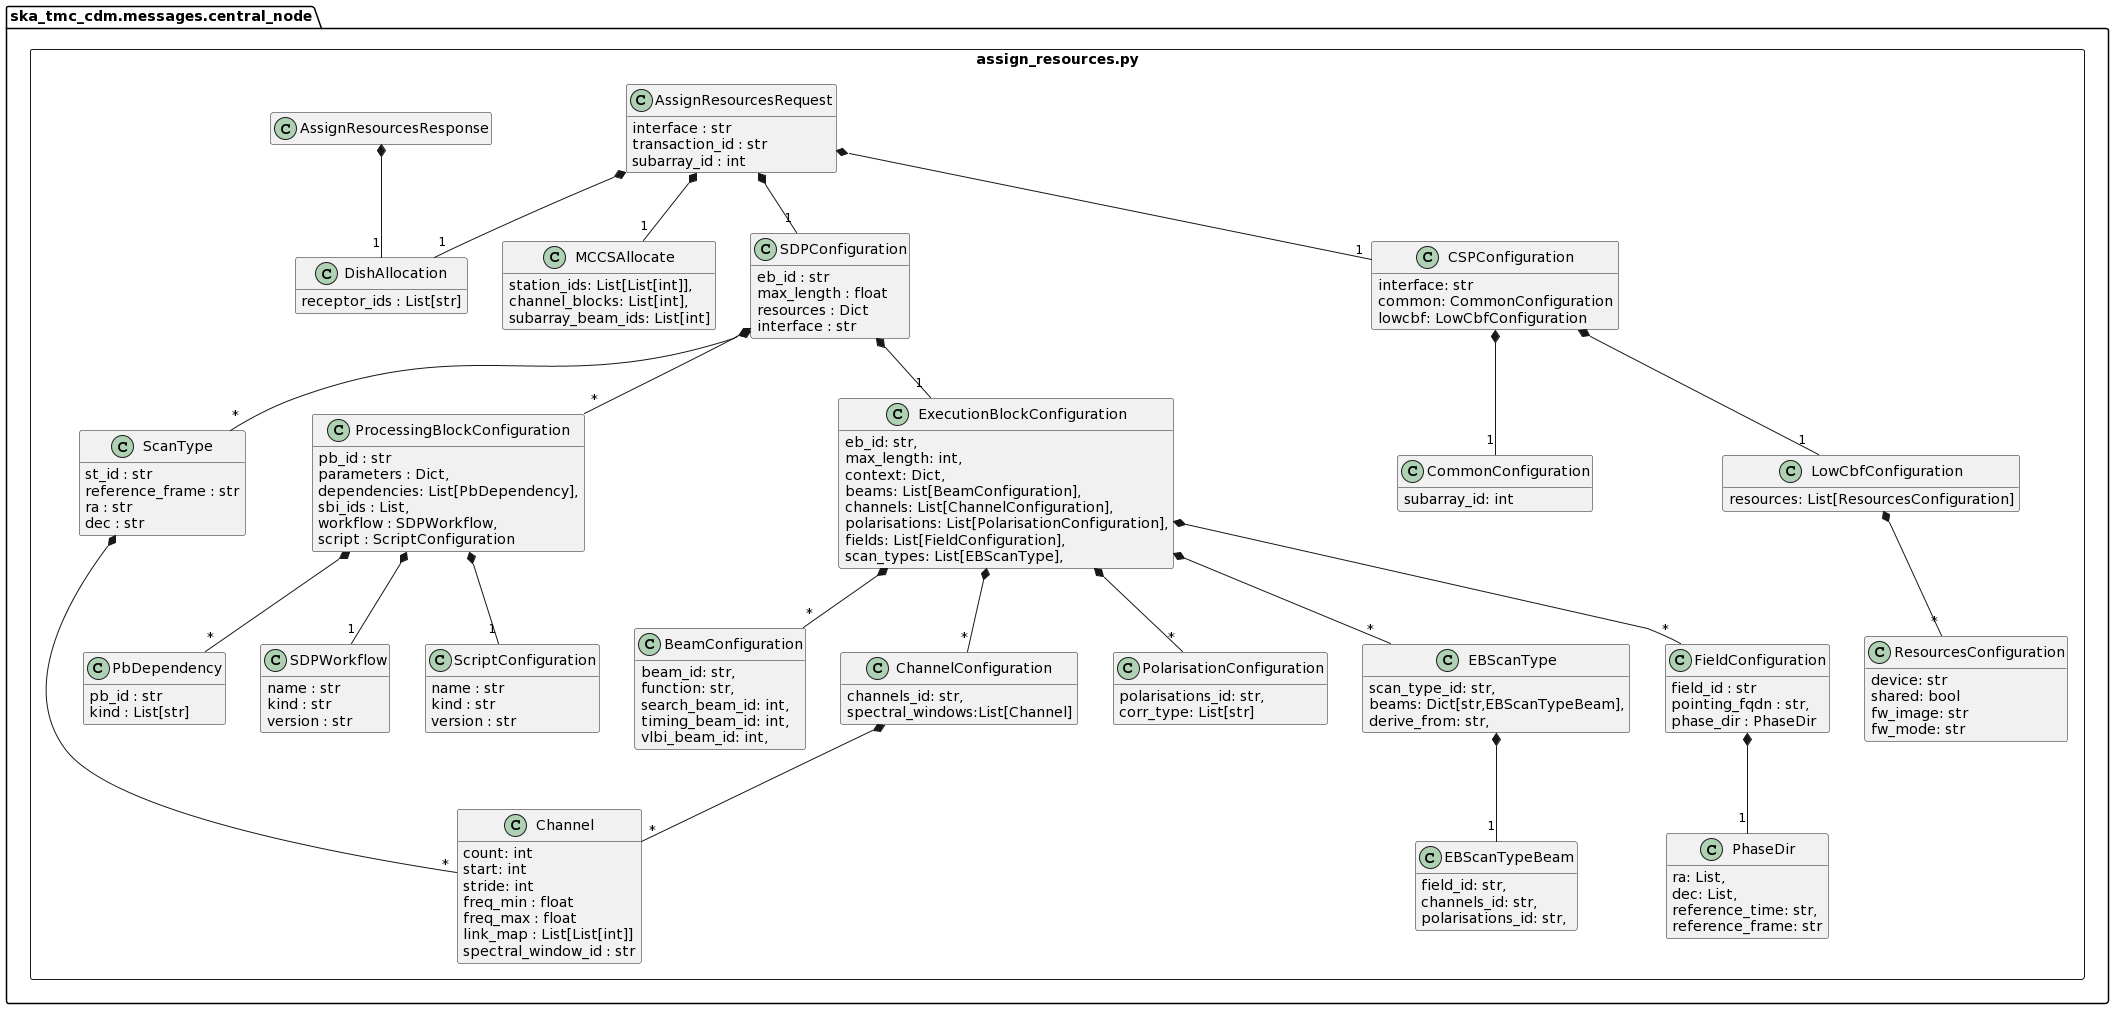 ska_tmc_cdm.messages.central_node
assign_resources.py
C AssignResourcesResponse
C AssignResourcesRequest
interface : str
transaction_id : str
subarray_id : int
1
1
1
1
1
C DishAllocation
receptor_ids : List[str]
C MCCSAllocate
station_ids: List[List[int]],
channel_blocks: List[int],
subarray_beam_ids: List[int]
C SDPConfiguration
eb_id : str
max_length : float
resources : Dict
interface : str
C CSPConfiguration
interface: str
common: CommonConfiguration
lowcbf: LowCbfConfiguration
*
*
1
1
1
C ScanType
st_id : str
reference_frame : str
ra : str
dec : str
C ProcessingBlockConfiguration
pb_id : str
parameters : Dict,
dependencies: List[PbDependency],
sbi_ids : List,
workflow : SDPWorkflow,
script : ScriptConfiguration
C ExecutionBlockConfiguration
eb_id: str,
max_length: int,
context: Dict,
beams: List[BeamConfiguration],
channels: List[ChannelConfiguration],
polarisations: List[PolarisationConfiguration],
fields: List[FieldConfiguration],
scan_types: List[EBScanType],
C CommonConfiguration
subarray_id: int
C LowCbfConfiguration
resources: List[ResourcesConfiguration]
*
1
1
*
*
*
*
*
*
C PbDependency
pb_id : str
kind : List[str]
C SDPWorkflow
name : str
kind : str
version : str
C ScriptConfiguration
name : str
kind : str
version : str
C BeamConfiguration
beam_id: str,
function: str,
search_beam_id: int,
timing_beam_id: int,
vlbi_beam_id: int,
C ChannelConfiguration
channels_id: str,
spectral_windows:List[Channel]
C PolarisationConfiguration
polarisations_id: str,
corr_type: List[str]
C EBScanType
scan_type_id: str,
beams: Dict[str,EBScanTypeBeam],
derive_from: str,
C FieldConfiguration
field_id : str
pointing_fqdn : str,
phase_dir : PhaseDir
C ResourcesConfiguration
device: str
shared: bool
fw_image: str
fw_mode: str
*
*
1
1
C Channel
count: int
start: int
stride: int
freq_min : float
freq_max : float
link_map : List[List[int]]
spectral_window_id : str
C EBScanTypeBeam
field_id: str,
channels_id: str,
polarisations_id: str,
C PhaseDir
ra: List,
dec: List,
reference_time: str,
reference_frame: str